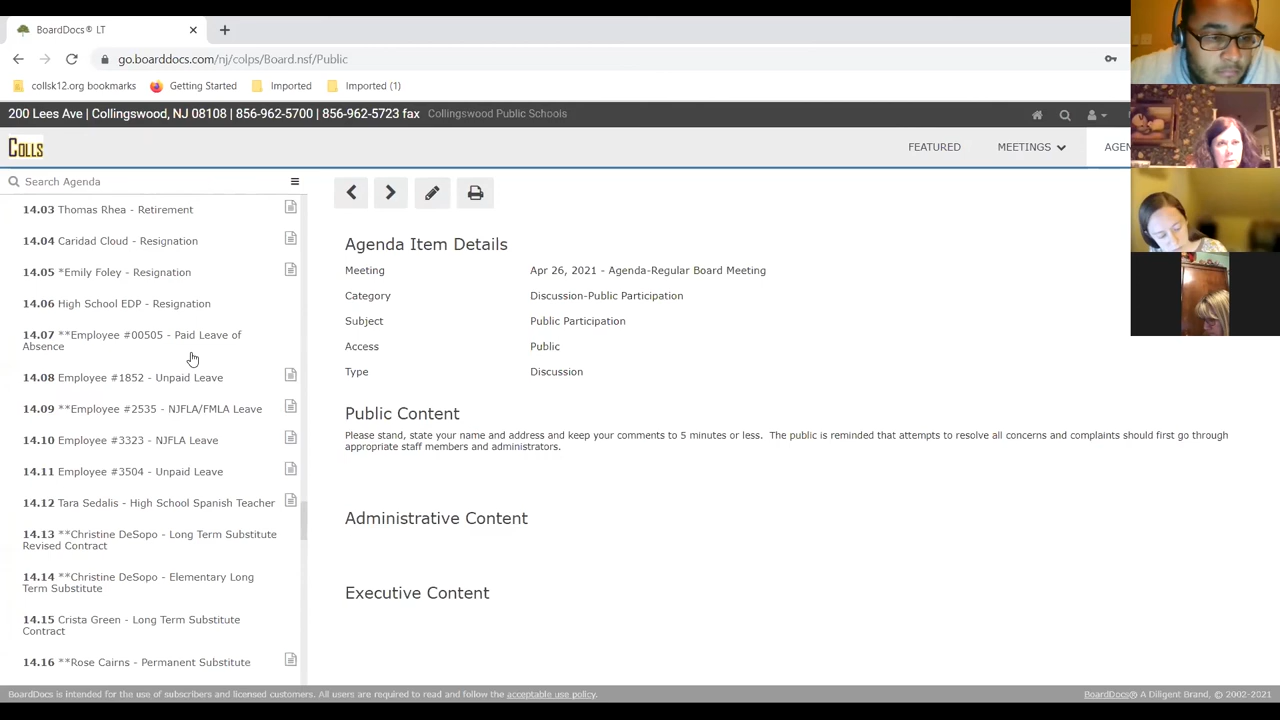 BoardDocs® LT
go.boarddocs.com/nj/colps/Board.nsf/Public
collsk12.org bookmarks Getting Started Imported Imported (1)
200 Lees Ave | Collingswood, NJ 08108 | 856-962-5700 | 856-962-5723 fax Collingswood Public Schools
COLLS
FEATURED MEETINGS AGEN
Search Agenda
14.03 Thomas Rhea - Retirement
14.04 Caridad Cloud - Resignation
14.05 *Emily Foley - Resignation
14.06 High School EDP - Resignation
14.07 **Employee #00505 - Paid Leave of
Absence
14.08 Employee #1852 - Unpaid Leave
14.09 **Employee #2535 - NJFLA/FMLA Leave
14.10 Employee #3323 - NJFLA Leave
14.11 Employee #3504 - Unpaid Leave
14.12 Tara Sedalis - High School Spanish Teacher
14.13 **Christine DeSopo - Long Term Substitute
Revised Contract
14.14 **Christine DeSopo - Elementary Long
Term Substitute
14.15 Crista Green - Long Term Substitute
Contract
14.16 **Rose Cairns - Permanent Substitute
Agenda Item Details
Meeting Apr 26, 2021 - Agenda-Regular Board Meeting
Category Discussion-Public Participation
Subject Public Participation
Access Public
Type Discussion
Public Content
Please stand, state your name and address and keep your comments to 5 minutes or less. The public is reminded that attempts to resolve all concerns and complaints should first go through
appropriate staff members and administrators.
Administrative Content
Executive Content
BoardDocs is intended for the use of subscribers and licensed customers. All users are required to read and follow the acceptable use policy. BoardDocs® A Diligent Brand, © 2002-2021